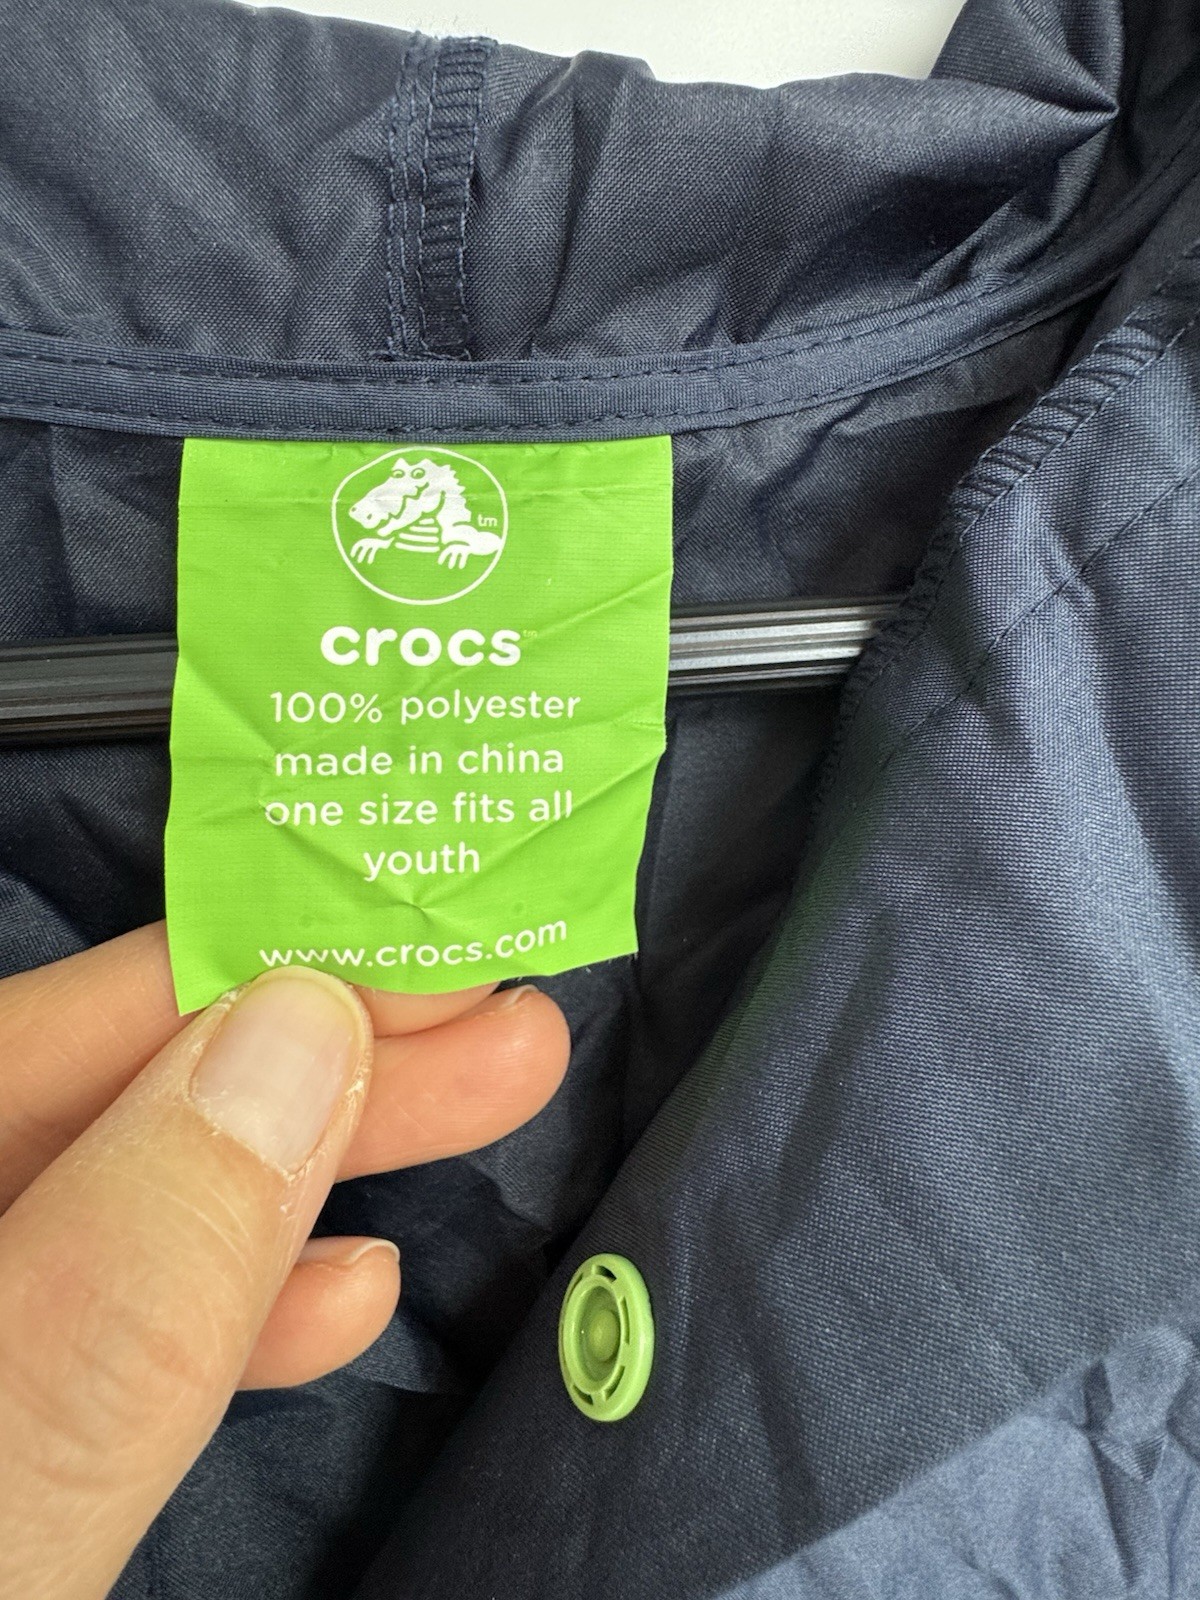 tm
crocs™
100% polyester
made in china
one size fits all
youth
www.crocs.com